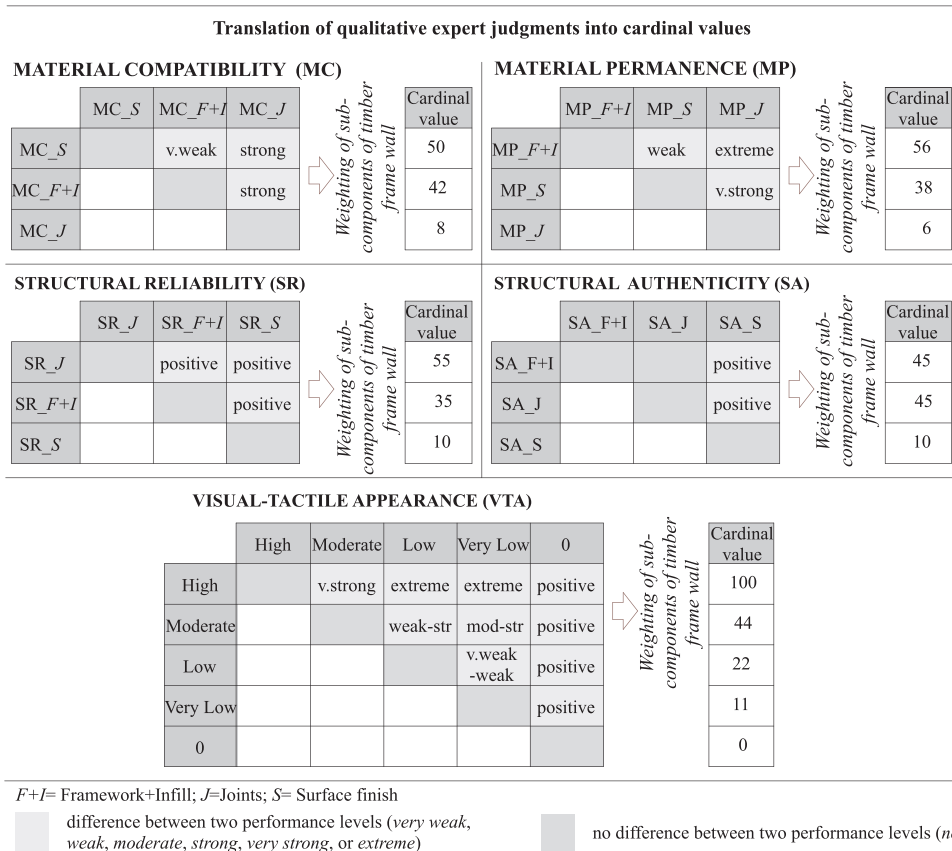 Translation of qualitative expert judgments into cardinal values
MATERIAL COMPATIBILITY (MC)
MC_S MC_F+I MC_J
MC_S v.weak strong
MC_F+I strong
MC_J
Weighting of sub-
components of timber
frame wall
Cardinal
value
50
42
8
MATERIAL PERMANENCE (MP)
MP_F+I MP_S MP_J
MP_F+I weak extreme
MP_S v.strong
MP_J
Weighting of sub-
components of timber
frame wall
Cardinal
value
56
38
6
STRUCTURAL RELIABILITY (SR)
SR_J SR_F+I SR_S
SR_J positive positive
SR_F+I positive
SR_S
Weighting of sub-
components of timber
frame wall
Cardinal
value
55
35
10
STRUCTURAL AUTHENTICITY (SA)
SA_F+I SA_J SA_S
SA_F+I positive
SA_J positive
SA_S
Weighting of sub-
components of timber
frame wall
Cardinal
value
45
45
10
VISUAL-TACTILE APPEARANCE (VTA)
High Moderate Low Very Low 0
High v.strong extreme extreme positive
Moderate weak-str mod-str positive
Low v.weak
-weak positive
Very Low positive
0
Weighting of sub-
components of timber
frame wall
Cardinal
value
100
44
22
11
0
F+I= Framework+Infill; J=Joints; S= Surface finish
difference between two performance levels (very weak,
weak, moderate, strong, very strong, or extreme)
no difference between two performance levels